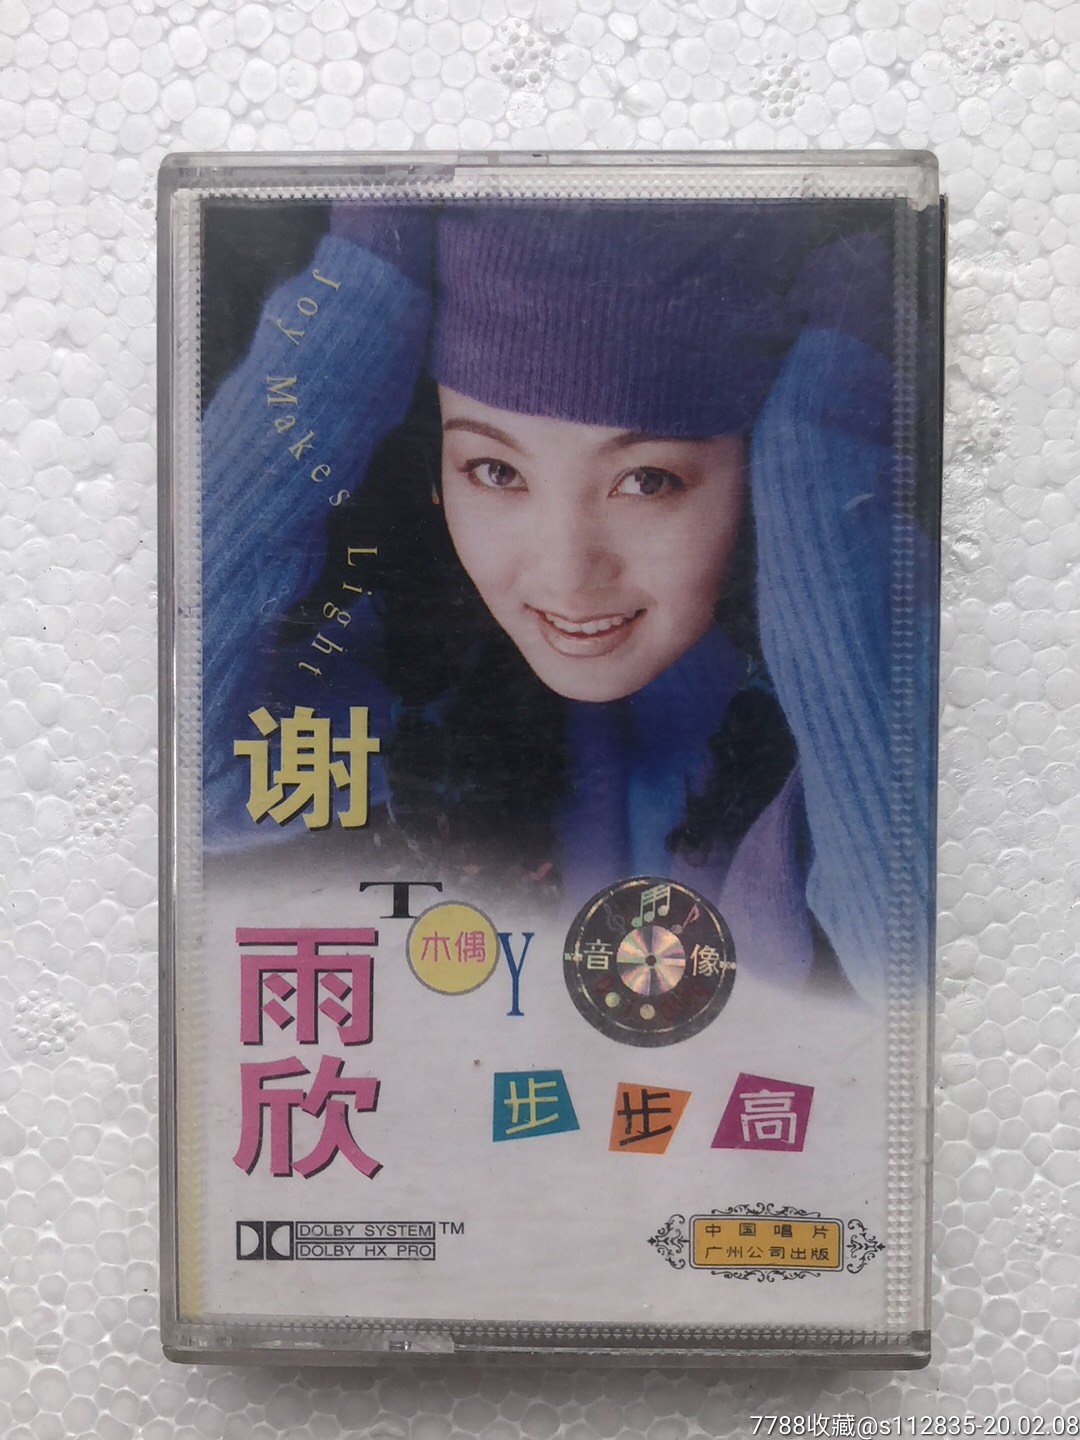 Joy Makes Light
谢
雨
欣
TOY
木偶
音像
步步高
DOLBY SYSTEM TM
DOLBY HX PRO
中国唱片
广州公司出版
7788收藏@s112835-20.02.08